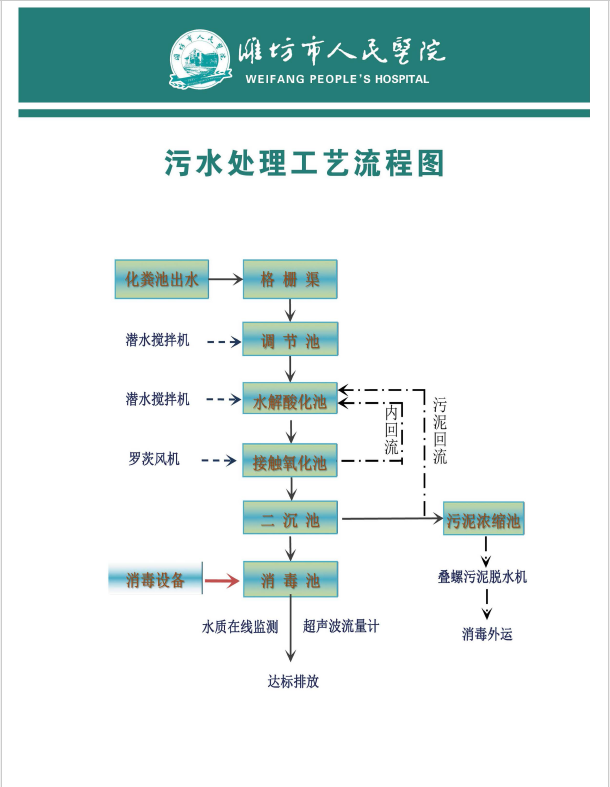 潍坊市人民医院
WEIFANG PEOPLE'S HOSPITAL
污水处理工艺流程图
化粪池出水
格栅渠
潜水搅拌机
调节池
潜水搅拌机
水解酸化池
内回流
污泥回流
罗茨风机
接触氧化池
二沉池
污泥浓缩池
消毒设备
消毒池
叠螺污泥脱水机
水质在线监测
超声波流量计
消毒外运
达标排放